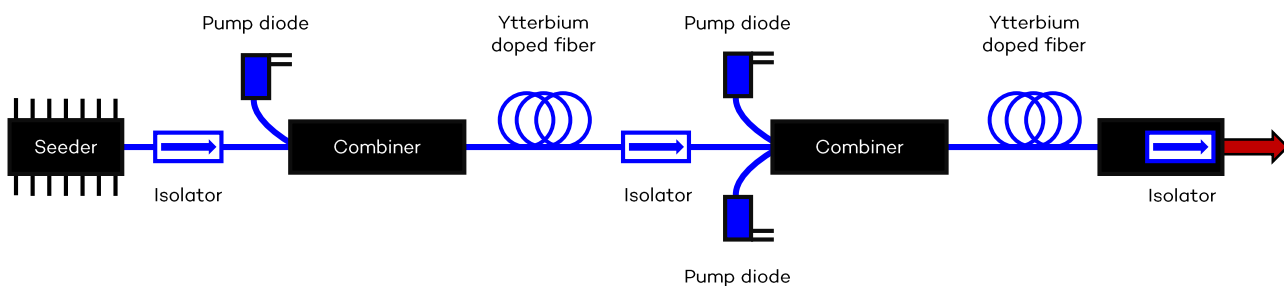 Pump diode
Ytterbium
doped fiber
Pump diode
Ytterbium
doped fiber
Seeder
Combiner
Combiner
Isolator
Isolator
Isolator
Pump diode